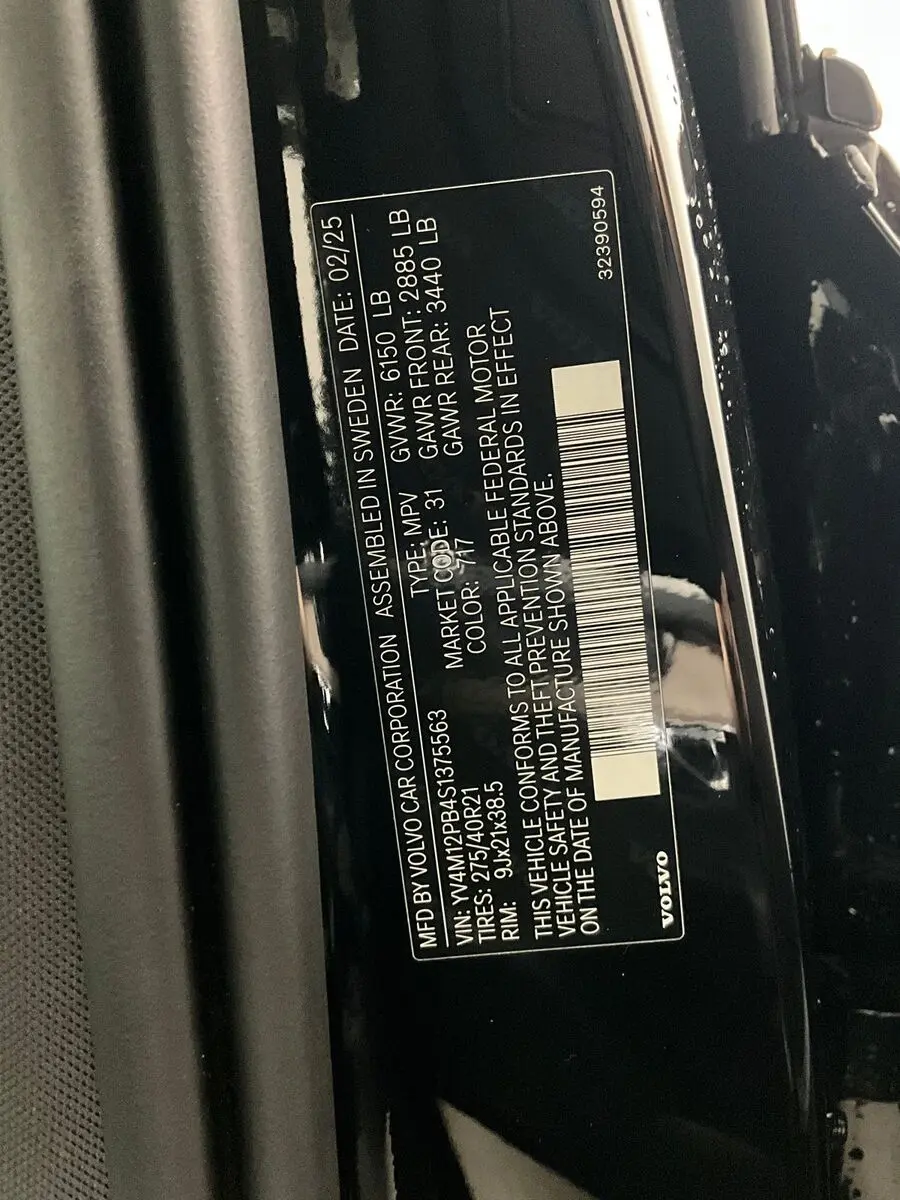 MFD BY VOLVO CAR CORPORATION ASSEMBLED IN SWEDEN DATE: 02/25
VIN: YV4M12PB4S1375563 TYPE: MPV GVWR: 6150 LB
TIRES: 275/40R21 MARKET CODE: 31 GAWR FRONT: 2885 LB
RIM: 9Jx21x38.5 COLOR: 717 GAWR REAR: 3440 LB
THIS VEHICLE CONFORMS TO ALL APPLICABLE FEDERAL MOTOR
VEHICLE SAFETY AND THEFT PREVENTION STANDARDS IN EFFECT
ON THE DATE OF MANUFACTURE SHOWN ABOVE.
VOLVO 32390594